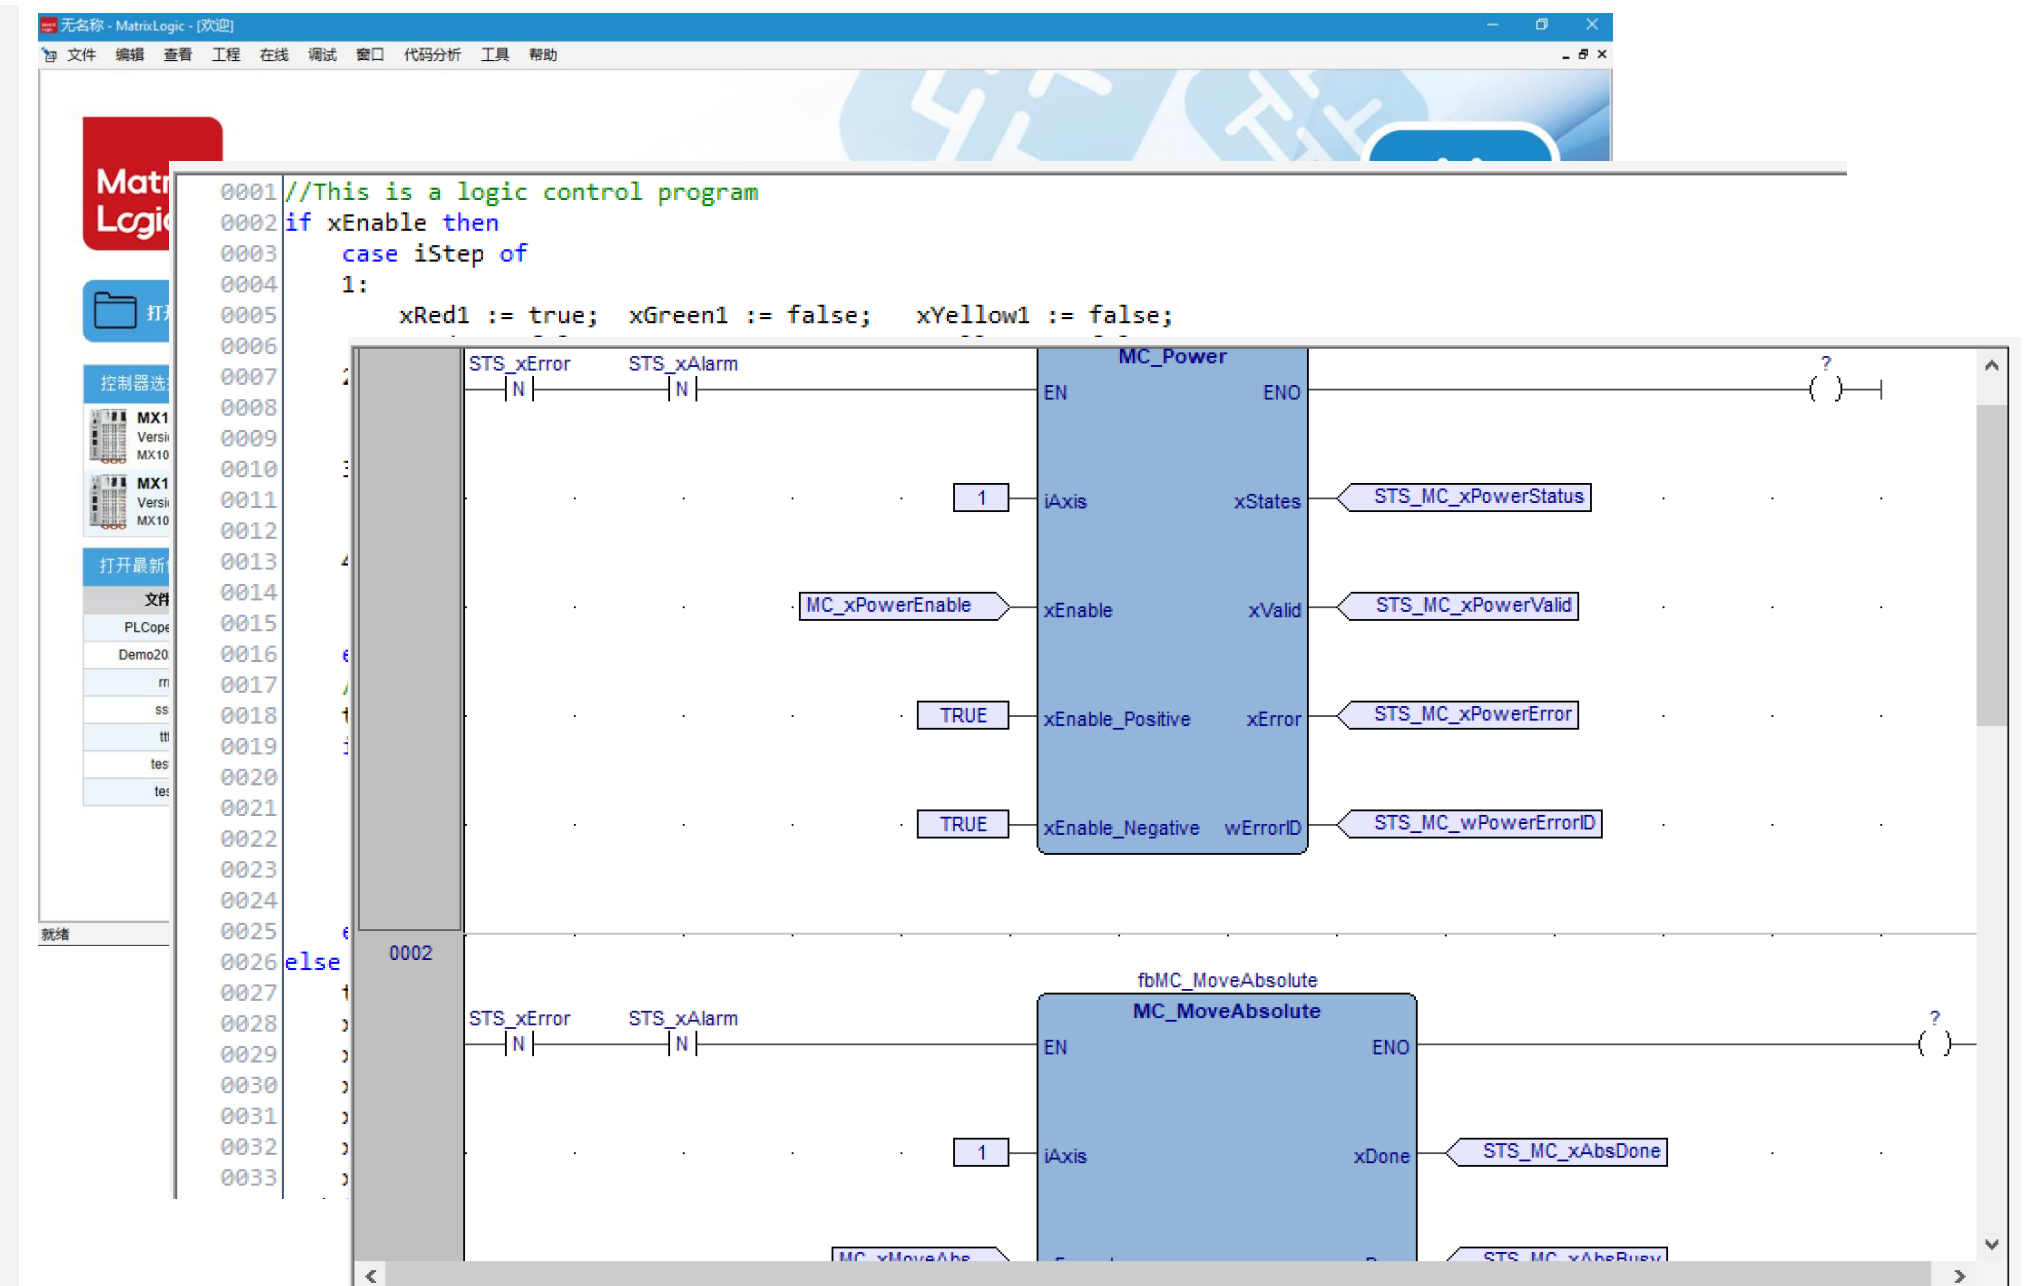 无名称 - MatrixLogic - [欢迎]
文件 编辑 查看 工程 在线 调试 窗口 代码分析 工具 帮助
控制器选
MX1
MX10
MX1
MX10
打开最新
文件
Demo20
就绪
0001 //This is a logic control program
0002 if xEnable then
0003 case iStep of
0004 1:
0005 xRed1 := true; xGreen1 := false; xYellow1 := false;
0006
0007
0008
0009
0010
0011
0012
0013
0014
0015
0016
0017
0018
0019
0020
0021
0022
0023
0024
0025
0026 else
0027
0028
0029
0030
0031
0032
0033
MC_Power
STS_xError STS_xAlarm ?
N N ( )
EN ENO
1 iAxis xStates STS_MC_xPowerStatus
MC_xPowerEnable xEnable xValid STS_MC_xPowerValid
TRUE xEnable_Positive xError STS_MC_xPowerError
TRUE xEnable_Negative wErrorID STS_MC_wPowerErrorID
0002
fbMC_MoveAbsolute
MC_MoveAbsolute
STS_xError STS_xAlarm ?
N N ( )
EN ENO
1 iAxis xDone STS_MC_xAbsDone
MC_xMoveAbs STS_MC_xAbsBusy